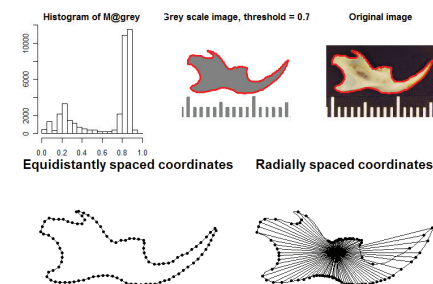 Histogram of M@grey
Grey scale image, threshold = 0.7
Original image
10000
6000
2000
0
0.0 0.2 0.4 0.6 0.8 1.0
Equidistantly spaced coordinates
Radially spaced coordinates